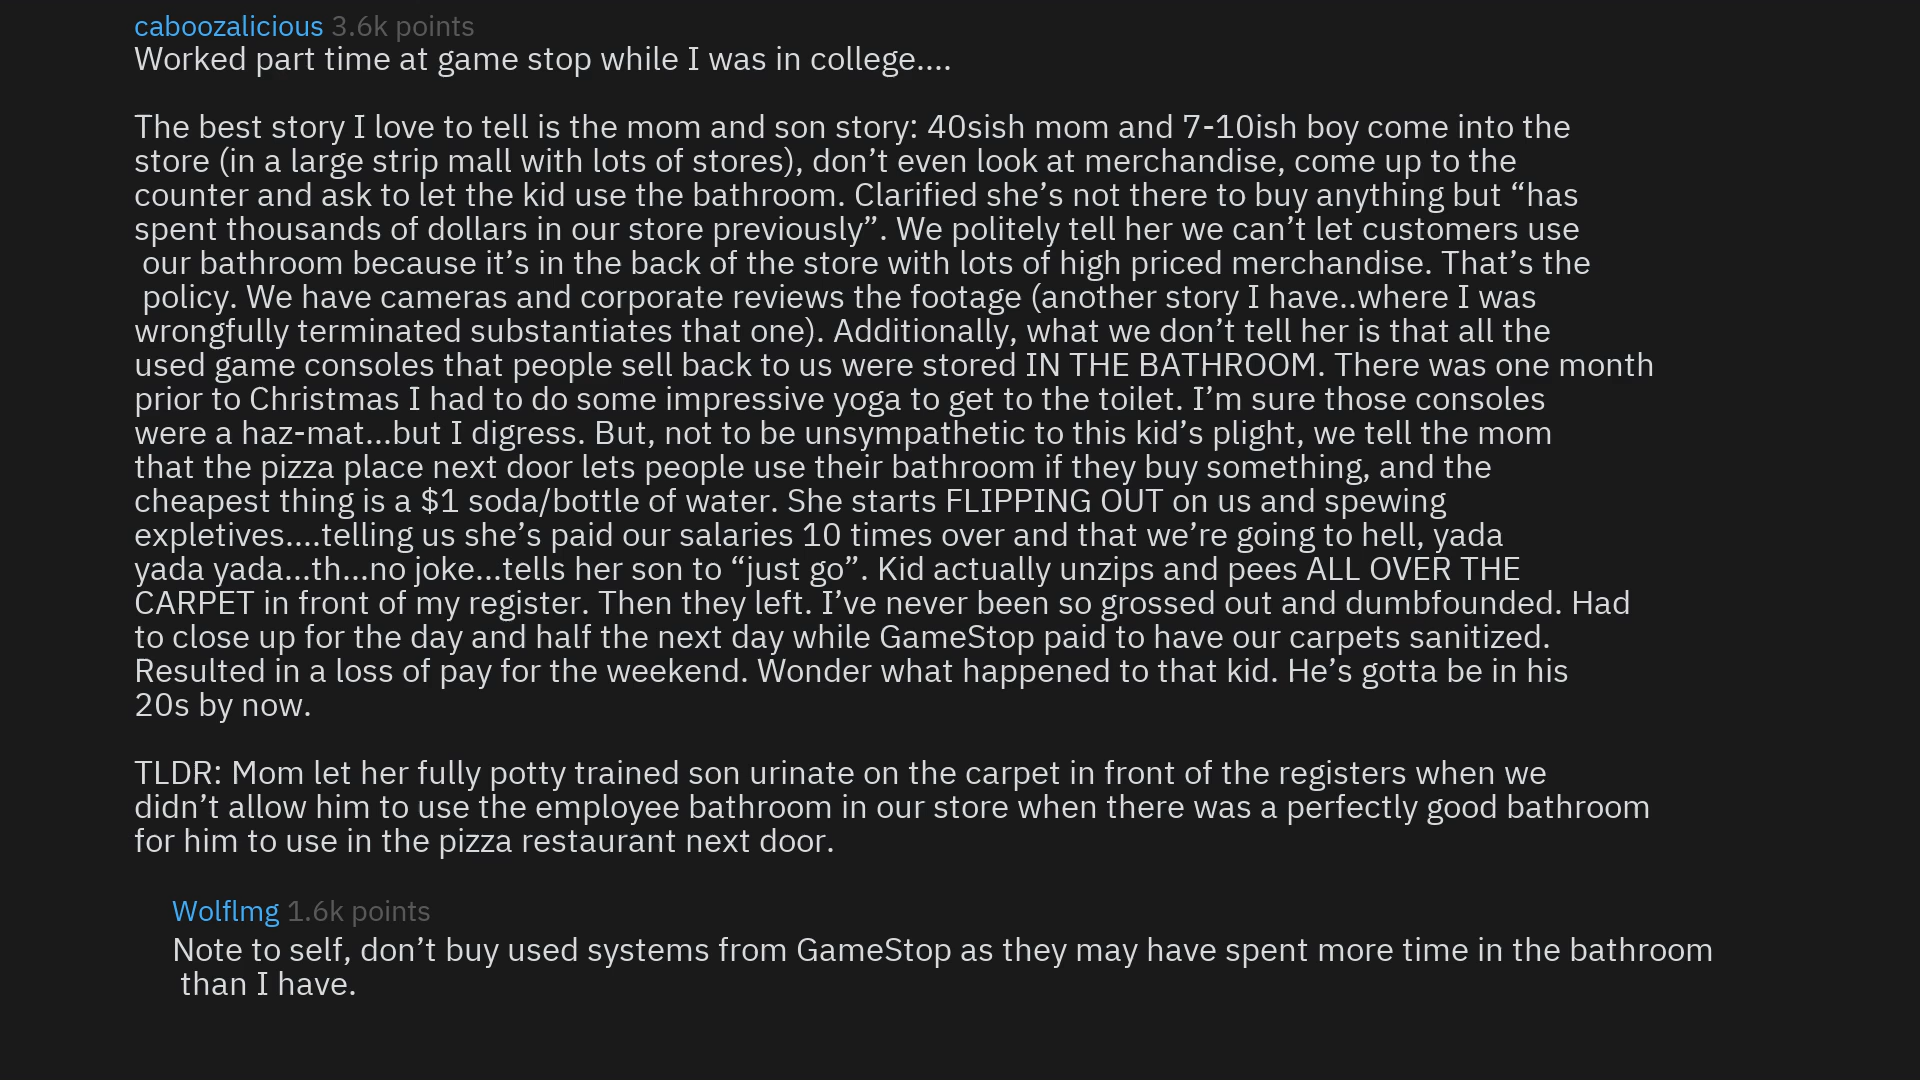 caboozalicious 3.6k points
Worked part time at game stop while I was in college....
The best story I love to tell is the mom and son story: 40sish mom and 7-10ish boy come into the
store (in a large strip mall with lots of stores), don’t even look at merchandise, come up to the
counter and ask to let the kid use the bathroom. Clarified she’s not there to buy anything but “has
spent thousands of dollars in our store previously”. We politely tell her we can’t let customers use
our bathroom because it’s in the back of the store with lots of high priced merchandise. That’s the
policy. We have cameras and corporate reviews the footage (another story I have..where I was
wrongfully terminated substantiates that one). Additionally, what we don’t tell her is that all the
used game consoles that people sell back to us were stored IN THE BATHROOM. There was one month
prior to Christmas I had to do some impressive yoga to get to the toilet. I’m sure those consoles
were a haz-mat...but I digress. But, not to be unsympathetic to this kid’s plight, we tell the mom
that the pizza place next door lets people use their bathroom if they buy something, and the
cheapest thing is a $1 soda/bottle of water. She starts FLIPPING OUT on us and spewing
expletives....telling us she’s paid our salaries 10 times over and that we’re going to hell, yada
yada yada...th...no joke...tells her son to “just go”. Kid actually unzips and pees ALL OVER THE
CARPET in front of my register. Then they left. I’ve never been so grossed out and dumbfounded. Had
to close up for the day and half the next day while GameStop paid to have our carpets sanitized.
Resulted in a loss of pay for the weekend. Wonder what happened to that kid. He’s gotta be in his
20s by now.
TLDR: Mom let her fully potty trained son urinate on the carpet in front of the registers when we
didn’t allow him to use the employee bathroom in our store when there was a perfectly good bathroom
for him to use in the pizza restaurant next door.
Wolflmg 1.6k points
Note to self, don’t buy used systems from GameStop as they may have spent more time in the bathroom
than I have.